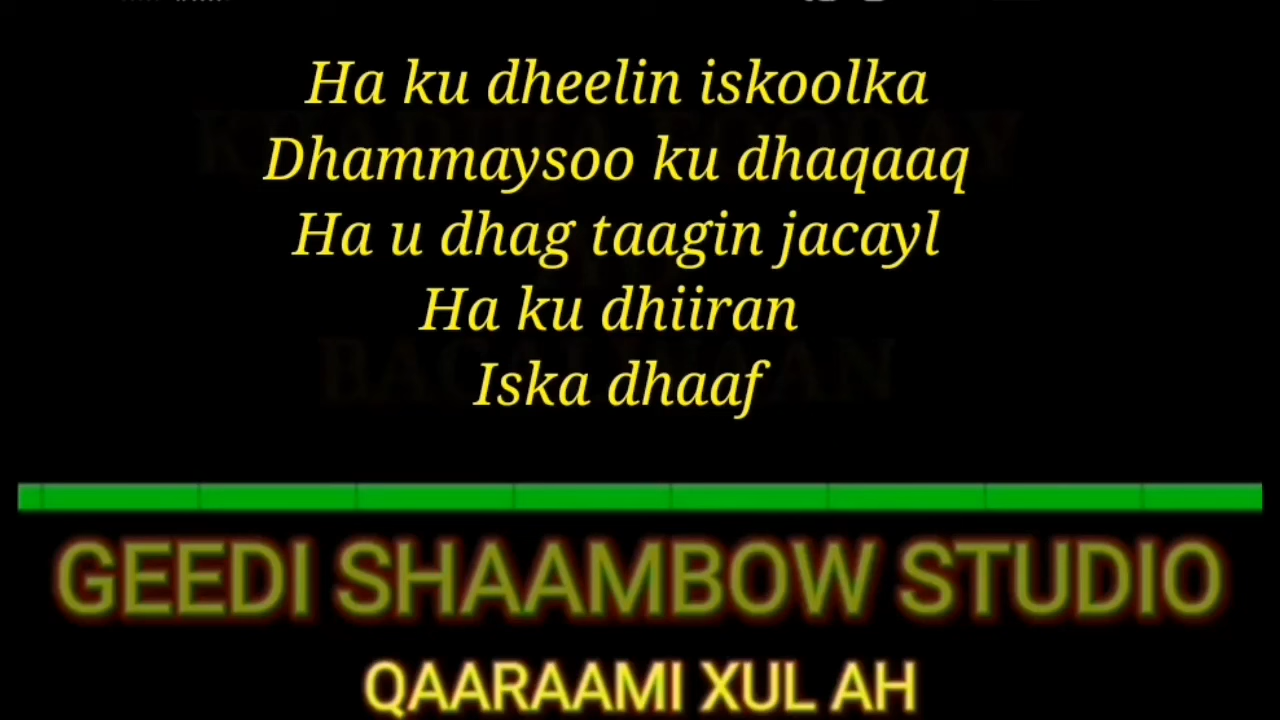 Ha ku dheelin iskoolka
Dhammaysoo ku dhaqaaq
Ha u dhag taagin jacayl
Ha ku dhiiran
Iska dhaaf
GEEDI SHAAMBOW STUDIO
QAARAAMI XUL AH